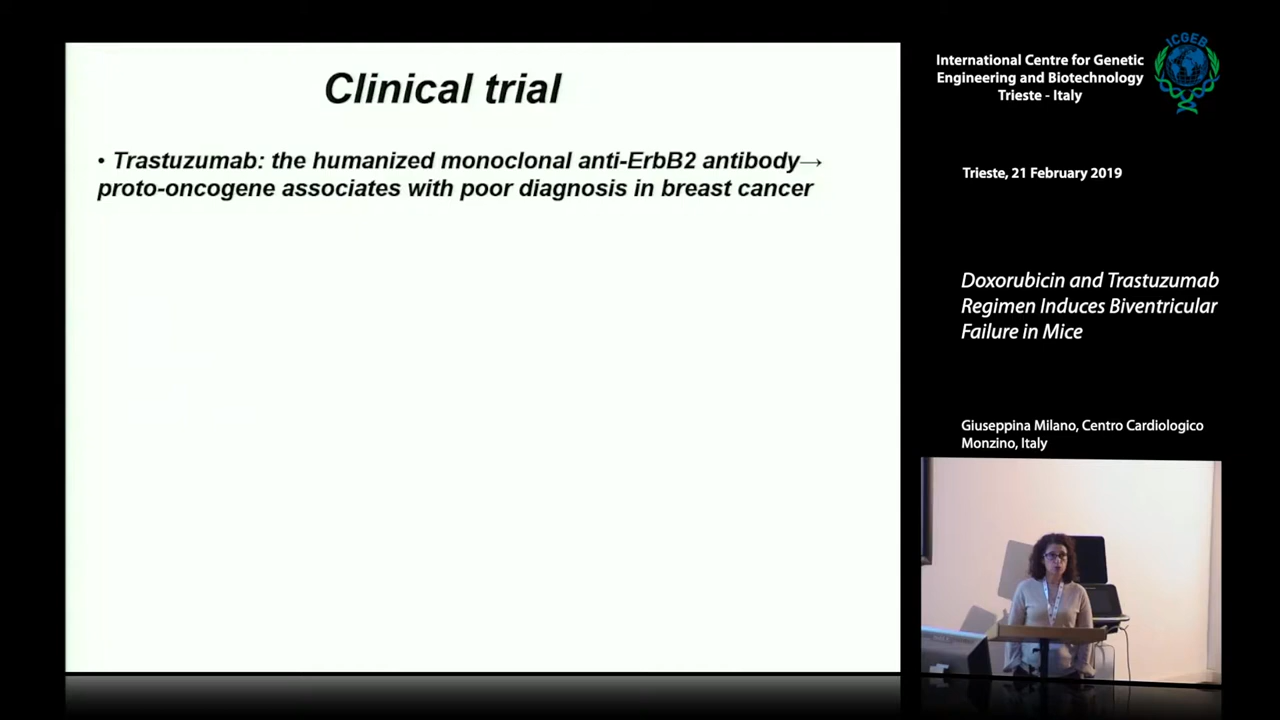 Clinical trial
• Trastuzumab: the humanized monoclonal anti-ErbB2 antibody→
proto-oncogene associates with poor diagnosis in breast cancer
International Centre for Genetic
Engineering and Biotechnology
Trieste - Italy
ICGEB
Trieste, 21 February 2019
Doxorubicin and Trastuzumab
Regimen Induces Biventricular
Failure in Mice
Giuseppina Milano, Centro Cardiologico
Monzino, Italy